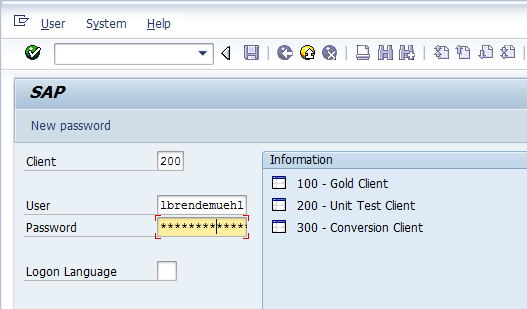 User System Help
SAP
New password
Client 200
Information
100 - Gold Client
200 - Unit Test Client
300 - Conversion Client
User lbrendemuehl
Password *************
Logon Language